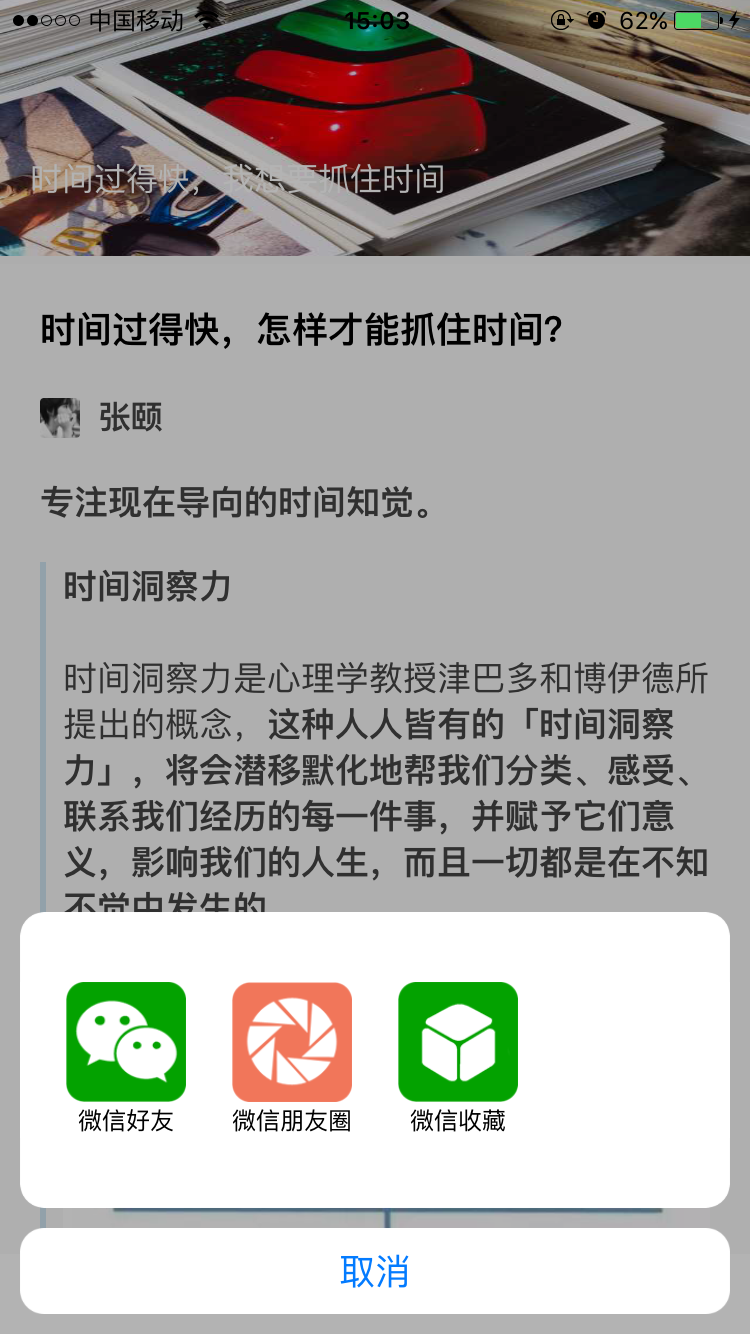 中国移动
15:03
62%
时间过得快，我想要抓住时间
时间过得快，怎样才能抓住时间?
张颐
专注现在导向的时间知觉。
时间洞察力
时间洞察力是心理学教授津巴多和博伊德所
提出的概念，这种人人皆有的「时间洞察
力」，将会潜移默化地帮我们分类、感受、
联系我们经历的每一件事，并赋予它们意
义，影响我们的人生，而且一切都是在不知
不觉中发生的
微信好友
微信朋友圈
微信收藏
取消